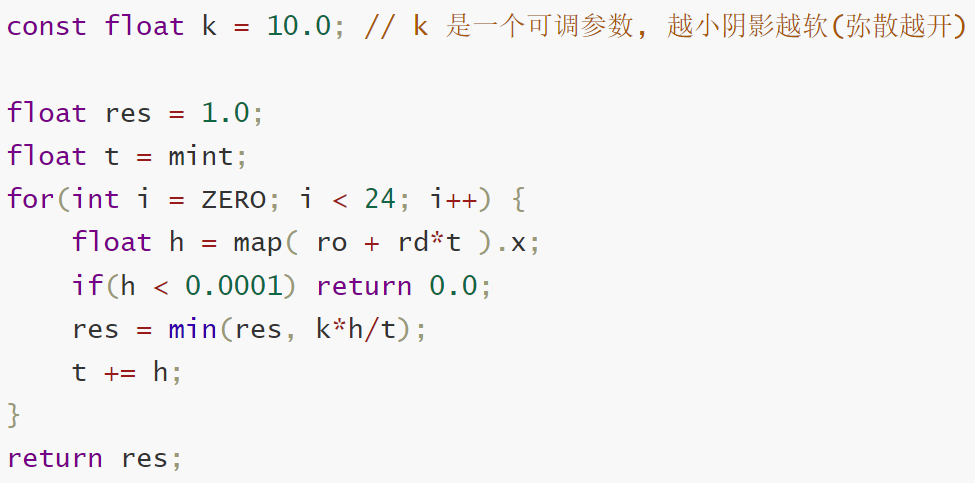 const float k = 10.0; // k 是一个可调参数, 越小阴影越软(弥散越开)
float res = 1.0;
float t = mint;
for(int i = ZERO; i < 24; i++) {
    float h = map( ro + rd*t ).x;
    if(h < 0.0001) return 0.0;
    res = min(res, k*h/t);
    t += h;
}
return res;